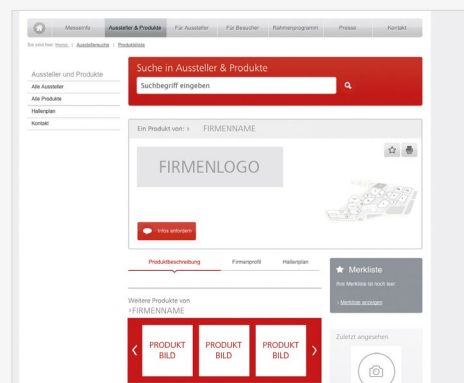 Messeinfo Aussteller & Produkte Für Aussteller Für Besucher Rahmenprogramm Presse Kontakt
Sie sind hier: Home | Ausstellersuche | Produktliste
Aussteller und Produkte
Alle Aussteller
Alle Produkte
Hallenplan
Kontakt
Suche in Aussteller & Produkte
Suchbegriff eingeben
Ein Produkt von: › FIRMENNAME
FIRMENLOGO
Infos anfordern
Produktbeschreibung Firmenprofil Hallenplan
Weitere Produkte von
›FIRMENNAME
PRODUKT BILD
PRODUKT BILD
PRODUKT BILD
Merkliste
Ihre Merkliste ist noch leer.
› Merkliste anzeigen
Zuletzt angesehen